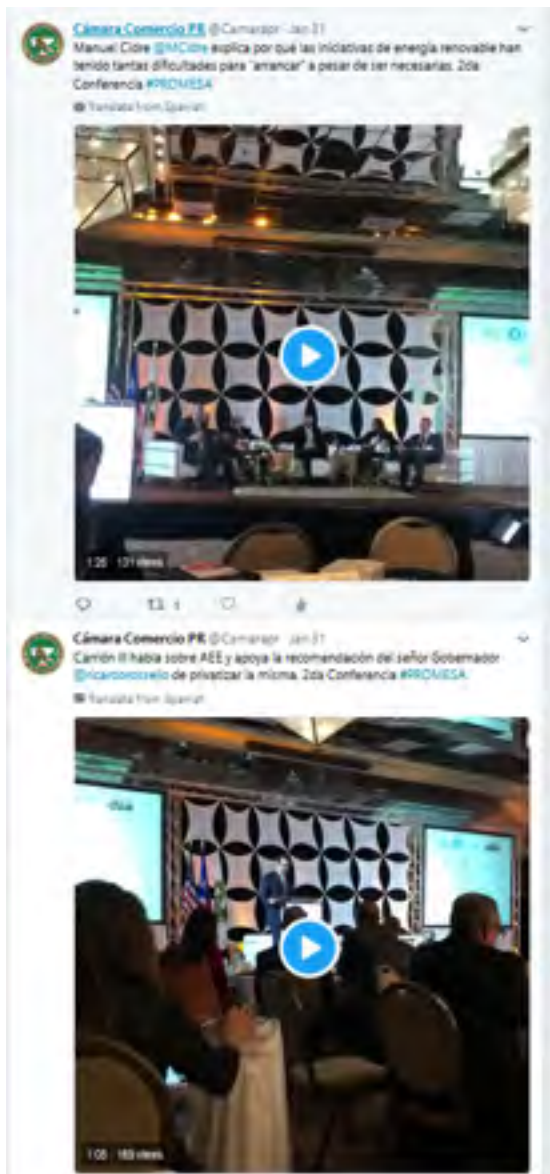 Cámara Comercio PR @Camarapr · Jan 31
Manuel Cidre @MCidre explica por qué las iniciativas de energía renovable han
tenido tantas dificultades para "arrancar" a pesar de ser necesarias. 2da
Conferencia #PROMESA
Translate from Spanish
1:26 131 views
Cámara Comercio PR @Camarapr · Jan 31
Carrión III habla sobre AEE y apoya la recomendación del señor Gobernador
@ricardorossello de privatizar la misma. 2da Conferencia #PROMESA
Translate from Spanish
views